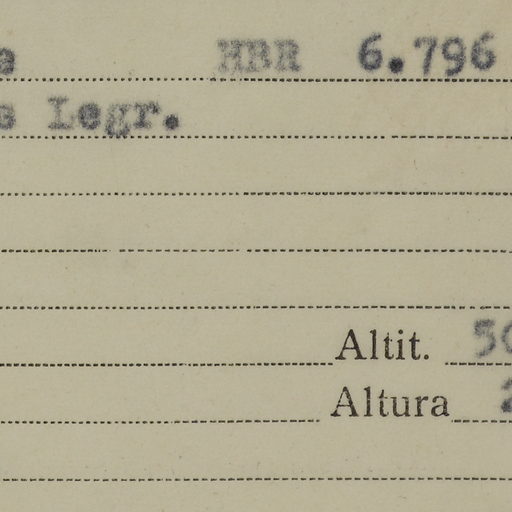 HBR 6.796
Legr.
Altit.
Altura